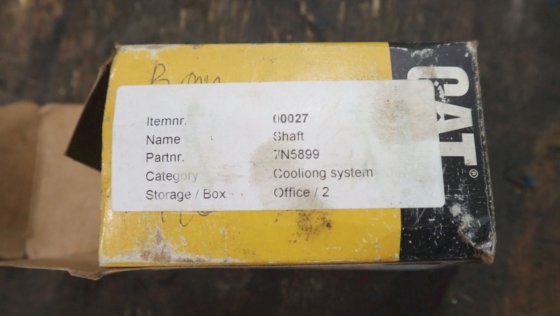 Itemnr. 00027
Name Shaft
Partnr. 7N5899
Category Cooliong system
Storage / Box Office / 2
CAT®